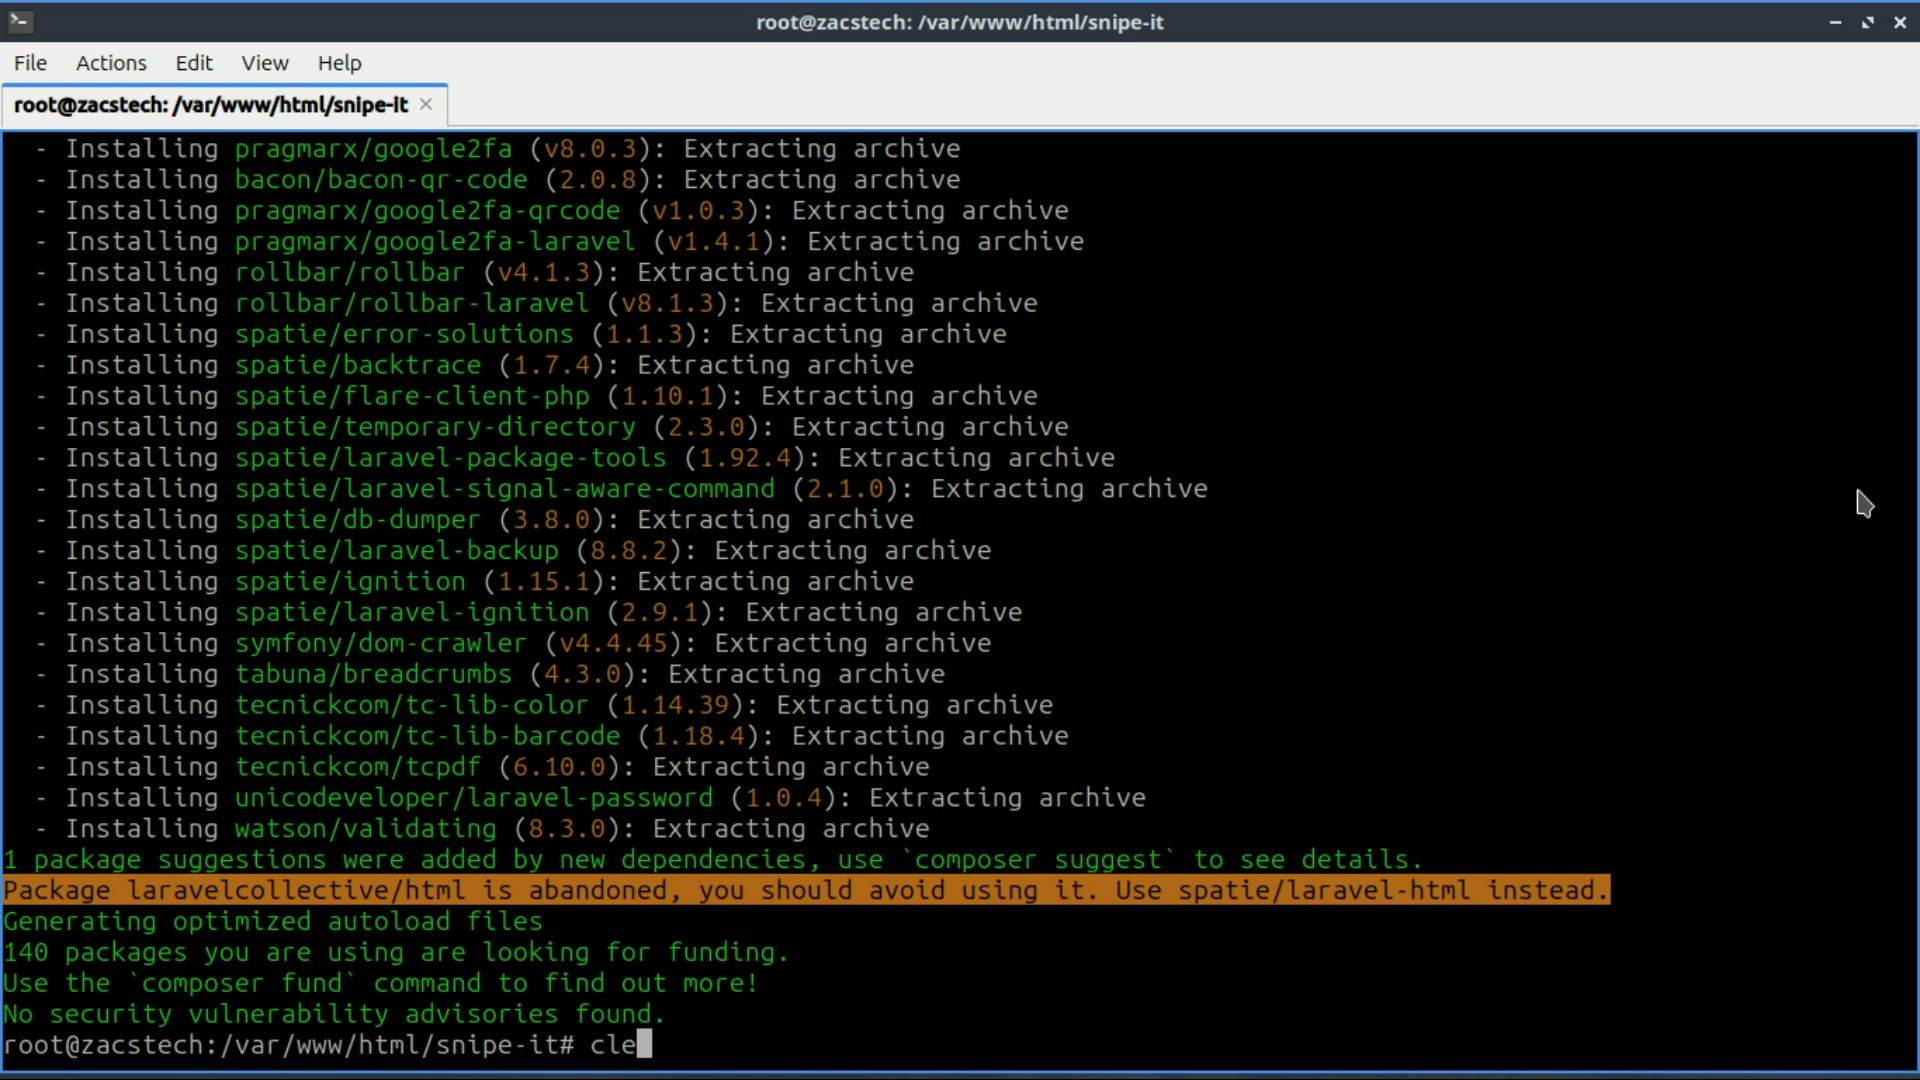 root@zacstech: /var/www/html/snipe-it
File Actions Edit View Help
root@zacstech: /var/www/html/snipe-it
- Installing pragmarx/google2fa (v8.0.3): Extracting archive
- Installing bacon/bacon-qr-code (2.0.8): Extracting archive
- Installing pragmarx/google2fa-qrcode (v1.0.3): Extracting archive
- Installing pragmarx/google2fa-laravel (v1.4.1): Extracting archive
- Installing rollbar/rollbar (v4.1.3): Extracting archive
- Installing rollbar/rollbar-laravel (v8.1.3): Extracting archive
- Installing spatie/error-solutions (1.1.3): Extracting archive
- Installing spatie/backtrace (1.7.4): Extracting archive
- Installing spatie/flare-client-php (1.10.1): Extracting archive
- Installing spatie/temporary-directory (2.3.0): Extracting archive
- Installing spatie/laravel-package-tools (1.92.4): Extracting archive
- Installing spatie/laravel-signal-aware-command (2.1.0): Extracting archive
- Installing spatie/db-dumper (3.8.0): Extracting archive
- Installing spatie/laravel-backup (8.8.2): Extracting archive
- Installing spatie/ignition (1.15.1): Extracting archive
- Installing spatie/laravel-ignition (2.9.1): Extracting archive
- Installing symfony/dom-crawler (v4.4.45): Extracting archive
- Installing tabuna/breadcrumbs (4.3.0): Extracting archive
- Installing tecnickcom/tc-lib-color (1.14.39): Extracting archive
- Installing tecnickcom/tc-lib-barcode (1.18.4): Extracting archive
- Installing tecnickcom/tcpdf (6.10.0): Extracting archive
- Installing unicodeveloper/laravel-password (1.0.4): Extracting archive
- Installing watson/validating (8.3.0): Extracting archive
1 package suggestions were added by new dependencies, use `composer suggest` to see details.
Package laravelcollective/html is abandoned, you should avoid using it. Use spatie/laravel-html instead.
Generating optimized autoload files
140 packages you are using are looking for funding.
Use the `composer fund` command to find out more!
No security vulnerability advisories found.
root@zacstech:/var/www/html/snipe-it# cle